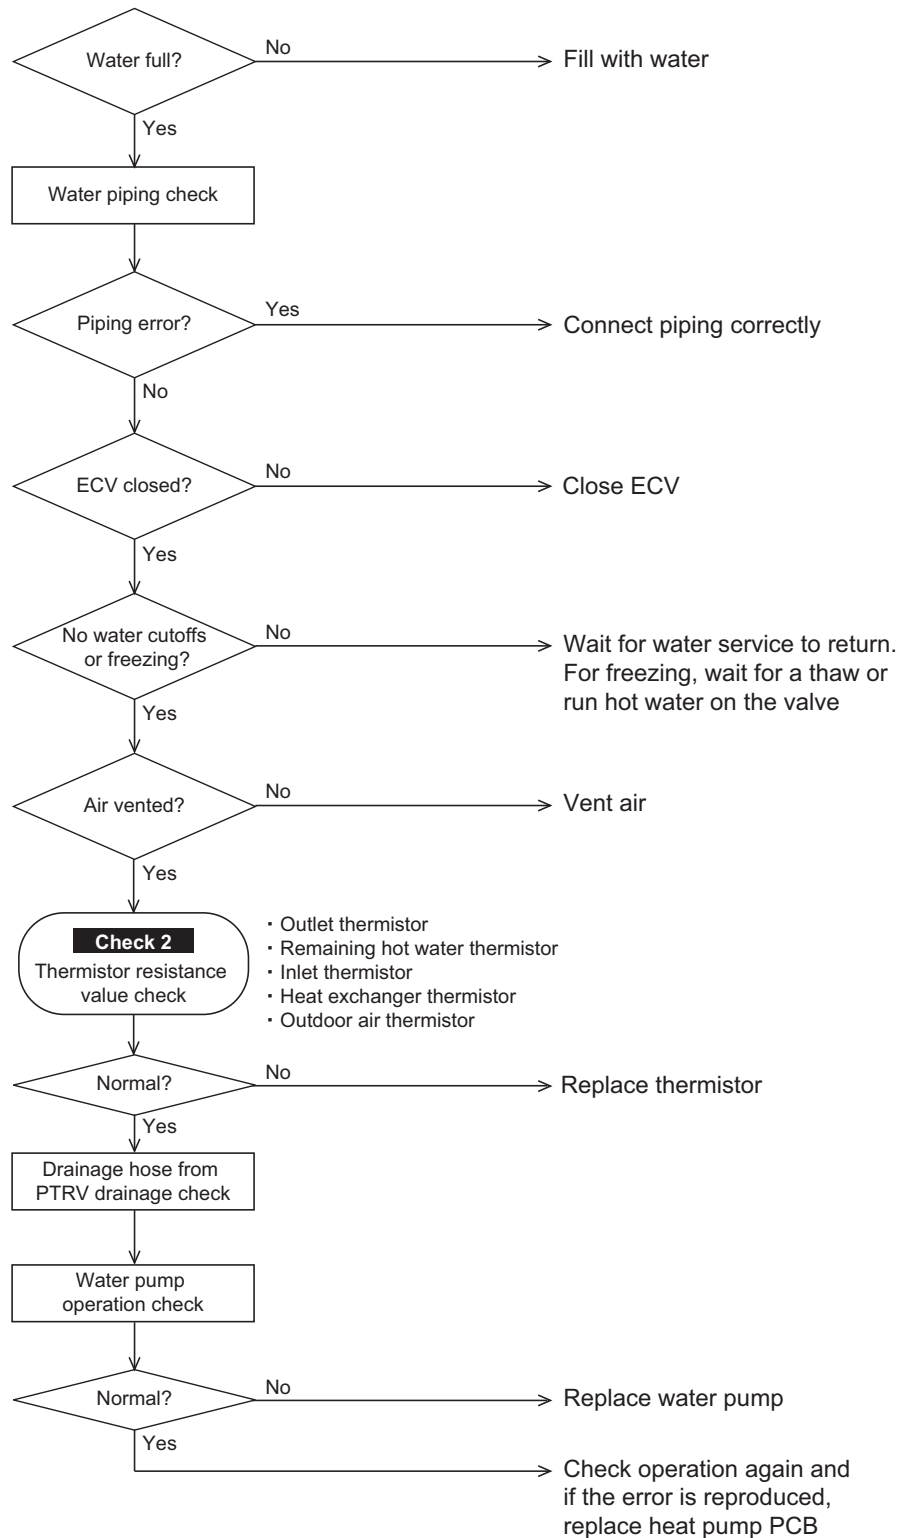 Water full?
No
Fill with water
Yes
Water piping check
Piping error?
Yes
Connect piping correctly
No
ECV closed?
No
Close ECV
Yes
No water cutoffs
or freezing?
No
Wait for water service to return.
For freezing, wait for a thaw or
run hot water on the valve
Yes
Air vented?
No
Vent air
Yes
Check 2
Thermistor resistance
value check
・Outlet thermistor
・Remaining hot water thermistor
・Inlet thermistor
・Heat exchanger thermistor
・Outdoor air thermistor
Normal?
No
Replace thermistor
Yes
Drainage hose from
PTRV drainage check
Water pump
operation check
Normal?
No
Replace water pump
Yes
Check operation again and
if the error is reproduced,
replace heat pump PCB